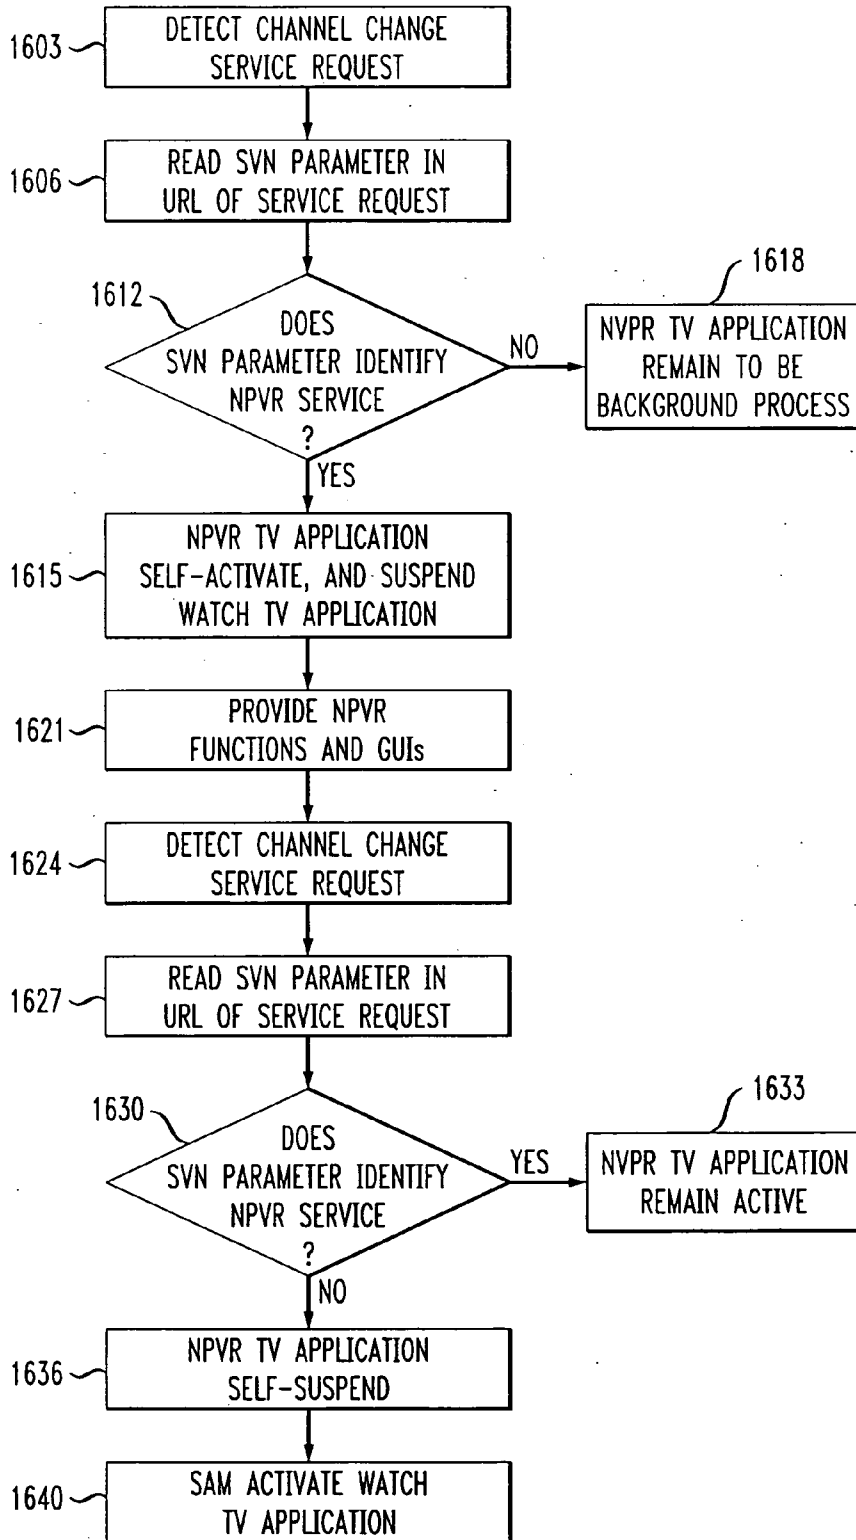 1603
DETECT CHANNEL CHANGE
SERVICE REQUEST
1606
READ SVN PARAMETER IN
URL OF SERVICE REQUEST
1612
DOES
SVN PARAMETER IDENTIFY
NPVR SERVICE
?
NO
1618
NVPR TV APPLICATION
REMAIN TO BE
BACKGROUND PROCESS
YES
1615
NPVR TV APPLICATION
SELF-ACTIVATE, AND SUSPEND
WATCH TV APPLICATION
1621
PROVIDE NPVR
FUNCTIONS AND GUIs
1624
DETECT CHANNEL CHANGE
SERVICE REQUEST
1627
READ SVN PARAMETER IN
URL OF SERVICE REQUEST
1630
DOES
SVN PARAMETER IDENTIFY
NPVR SERVICE
?
YES
1633
NVPR TV APPLICATION
REMAIN ACTIVE
NO
1636
NPVR TV APPLICATION
SELF-SUSPEND
1640
SAM ACTIVATE WATCH
TV APPLICATION